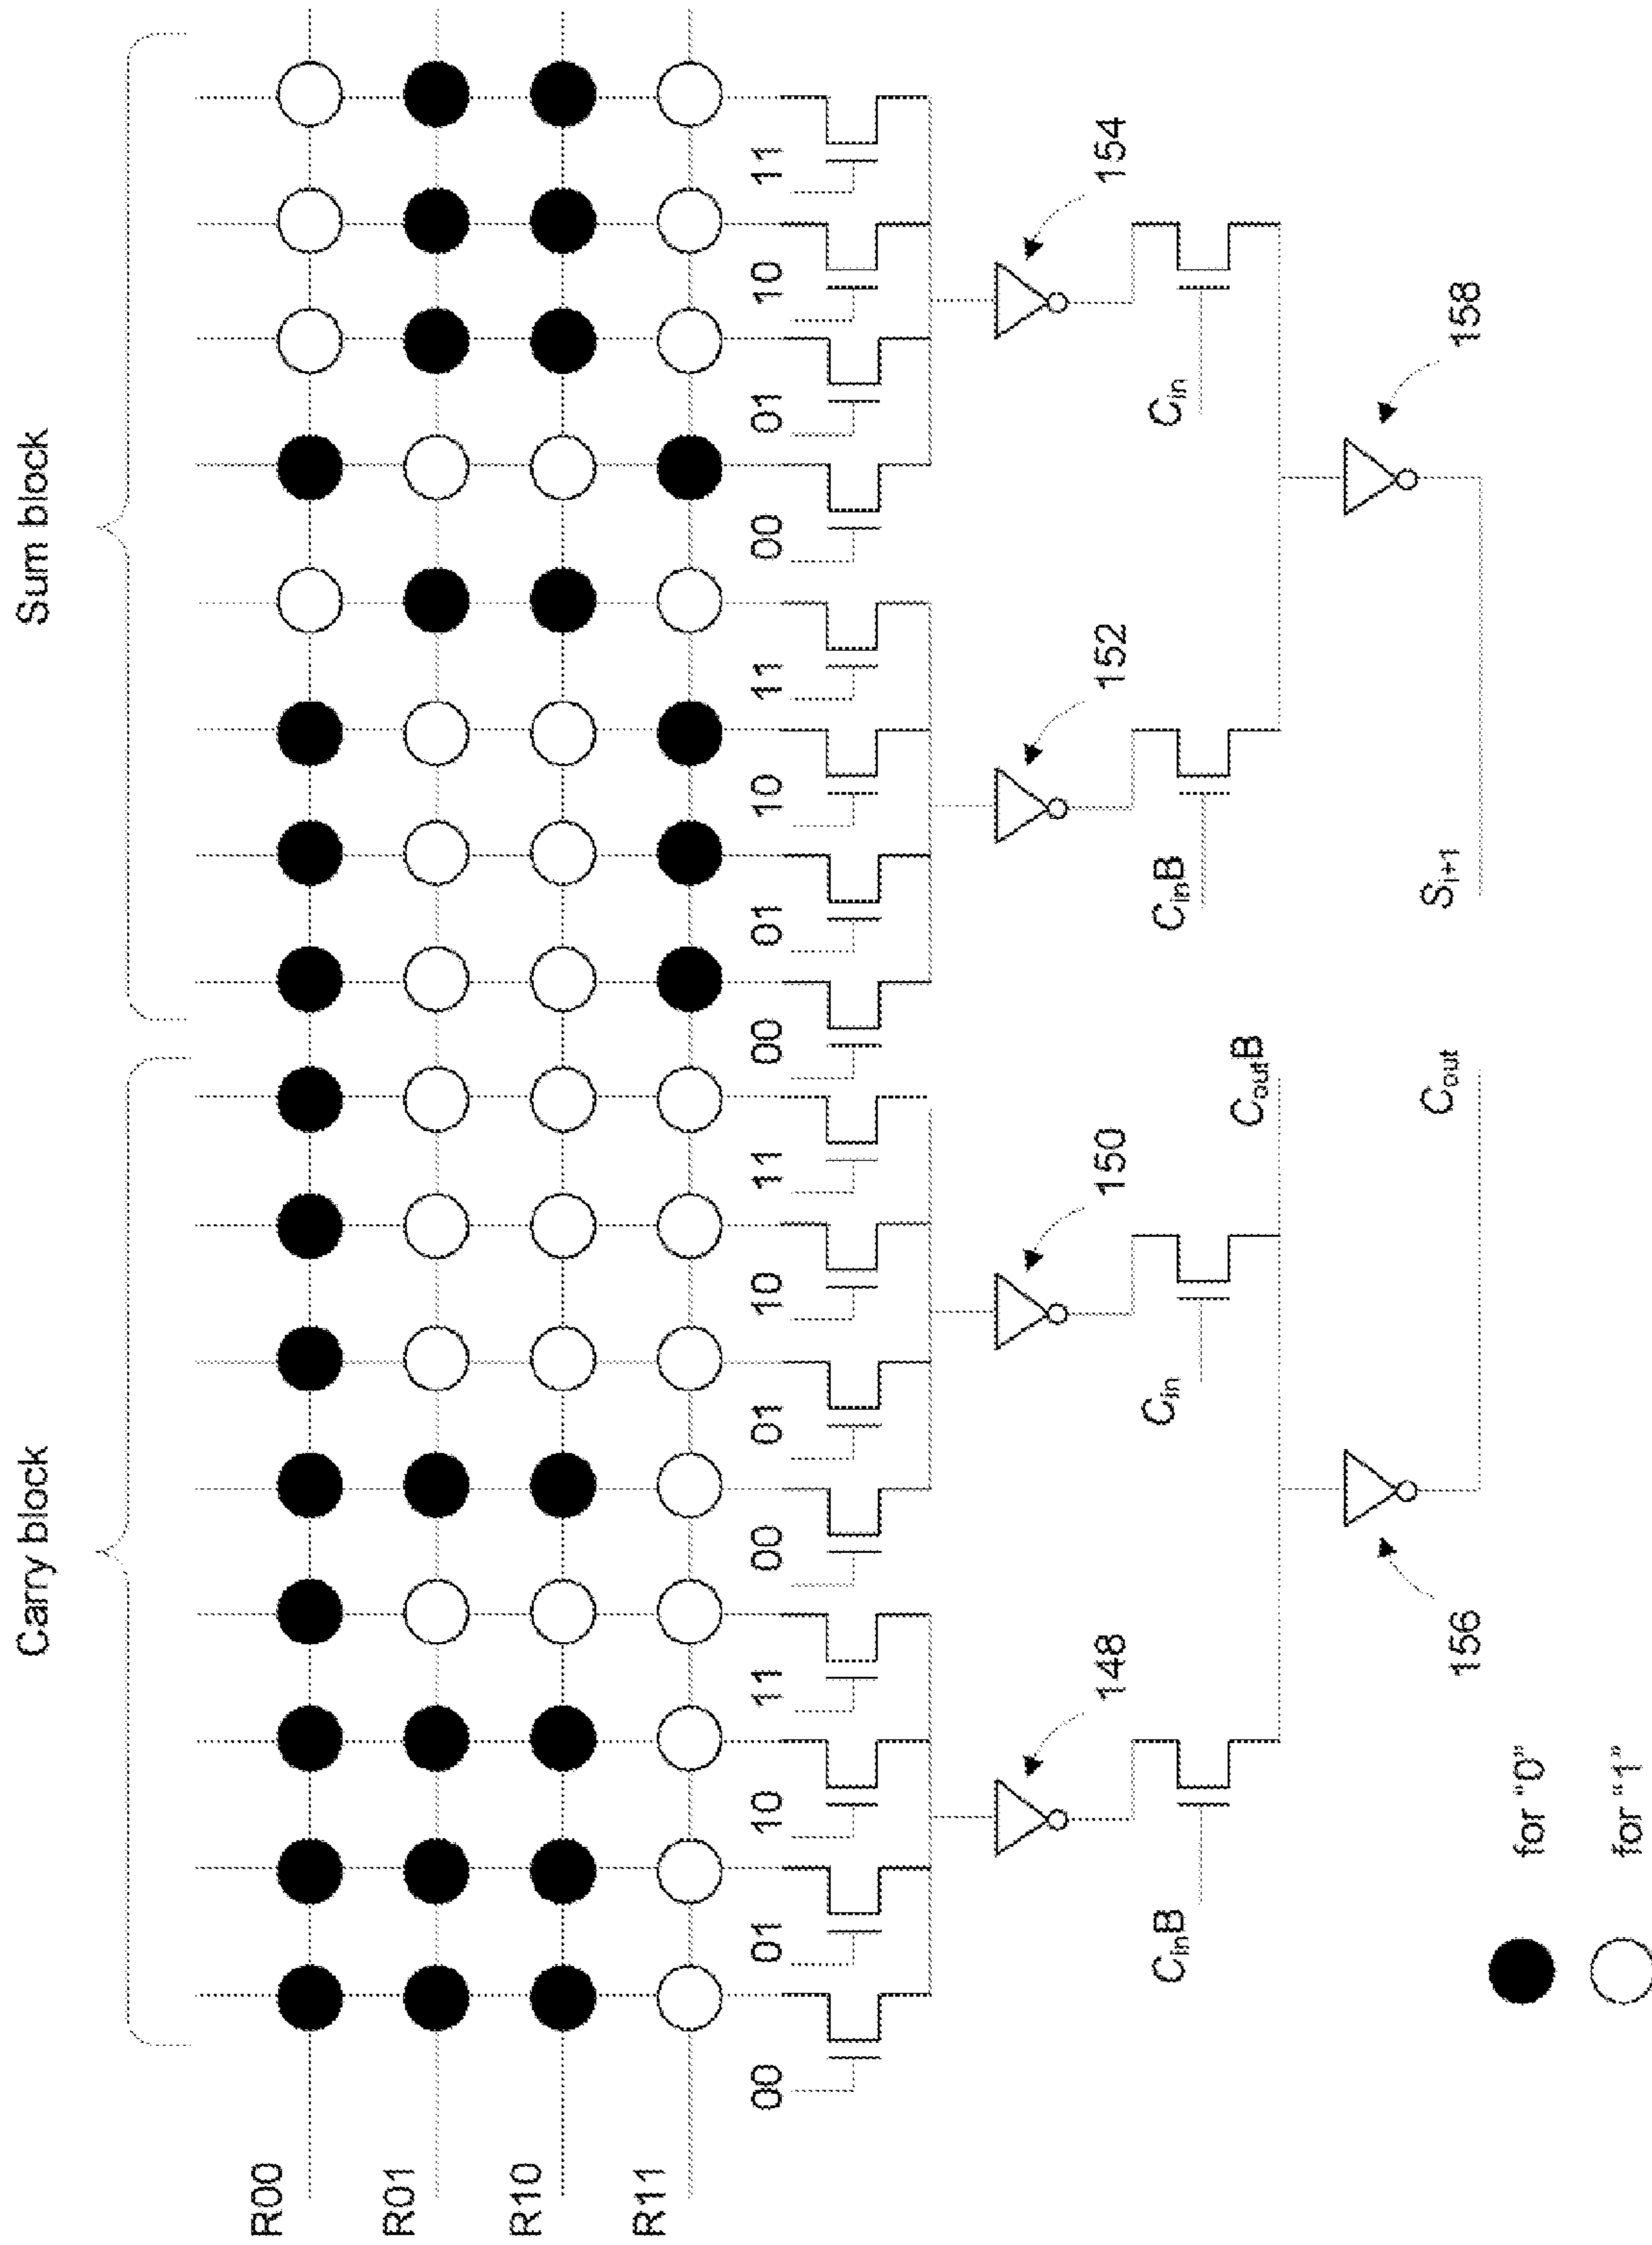 Carry block
Sum block
R00
R01
R10
R11
00
01
10
11
00
01
10
11
00
01
10
11
00
01
10
11
148
150
152
154
CinB
Cin
CinB
Cin
CoutB
156
158
Cout
Si+1
for “0”
for “1”